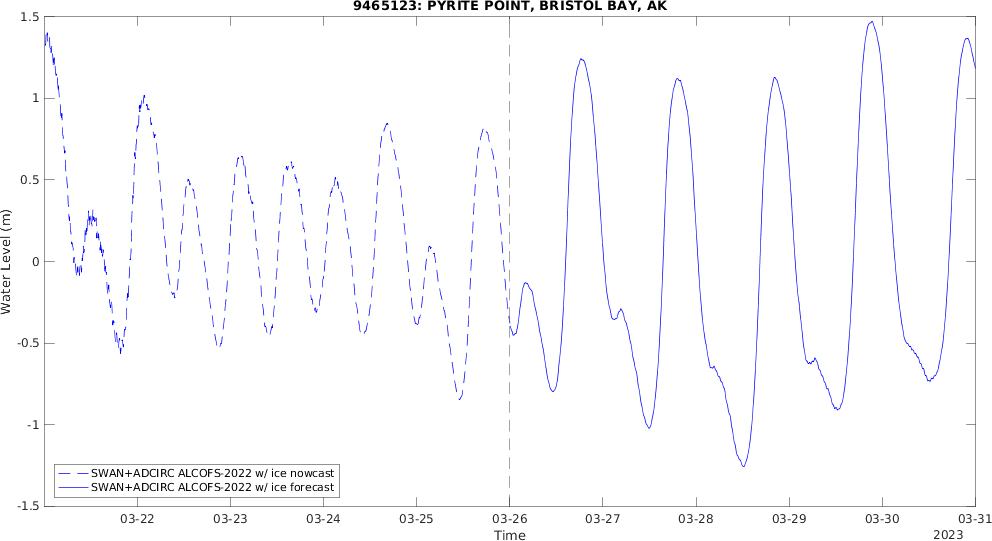 9465123: PYRITE POINT, BRISTOL BAY, AK
1.5
1
0.5
0
-0.5
-1
-1.5
Water Level (m)
SWAN+ADCIRC ALCOFS-2022 w/ ice nowcast
SWAN+ADCIRC ALCOFS-2022 w/ ice forecast
03-22 03-23 03-24 03-25 03-26 03-27 03-28 03-29 03-30 03-31
Time
2023